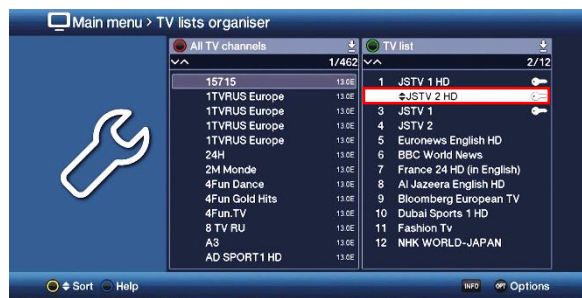 Main menu > TV lists organiser
All TV channels
1/462
15715 13.0E
1TVRUS Europe 13.0E
1TVRUS Europe 13.0E
1TVRUS Europe 13.0E
1TVRUS Europe 13.0E
24H 13.0E
2M Monde 13.0E
4Fun Dance 13.0E
4Fun Gold Hits 13.0E
4Fun.TV 13.0E
8 TV RU 13.0E
A3 13.0E
AD SPORT1 HD 13.0E
TV list
2/12
1 JSTV 1 HD
JSTV 2 HD
3 JSTV 1
4 JSTV 2
5 Euronews English HD
6 BBC World News
7 France 24 HD (in English)
8 Al Jazeera English HD
9 Bloomberg European TV
10 Dubai Sports 1 HD
11 Fashion Tv
12 NHK WORLD-JAPAN
Sort Help INFO OPT Options